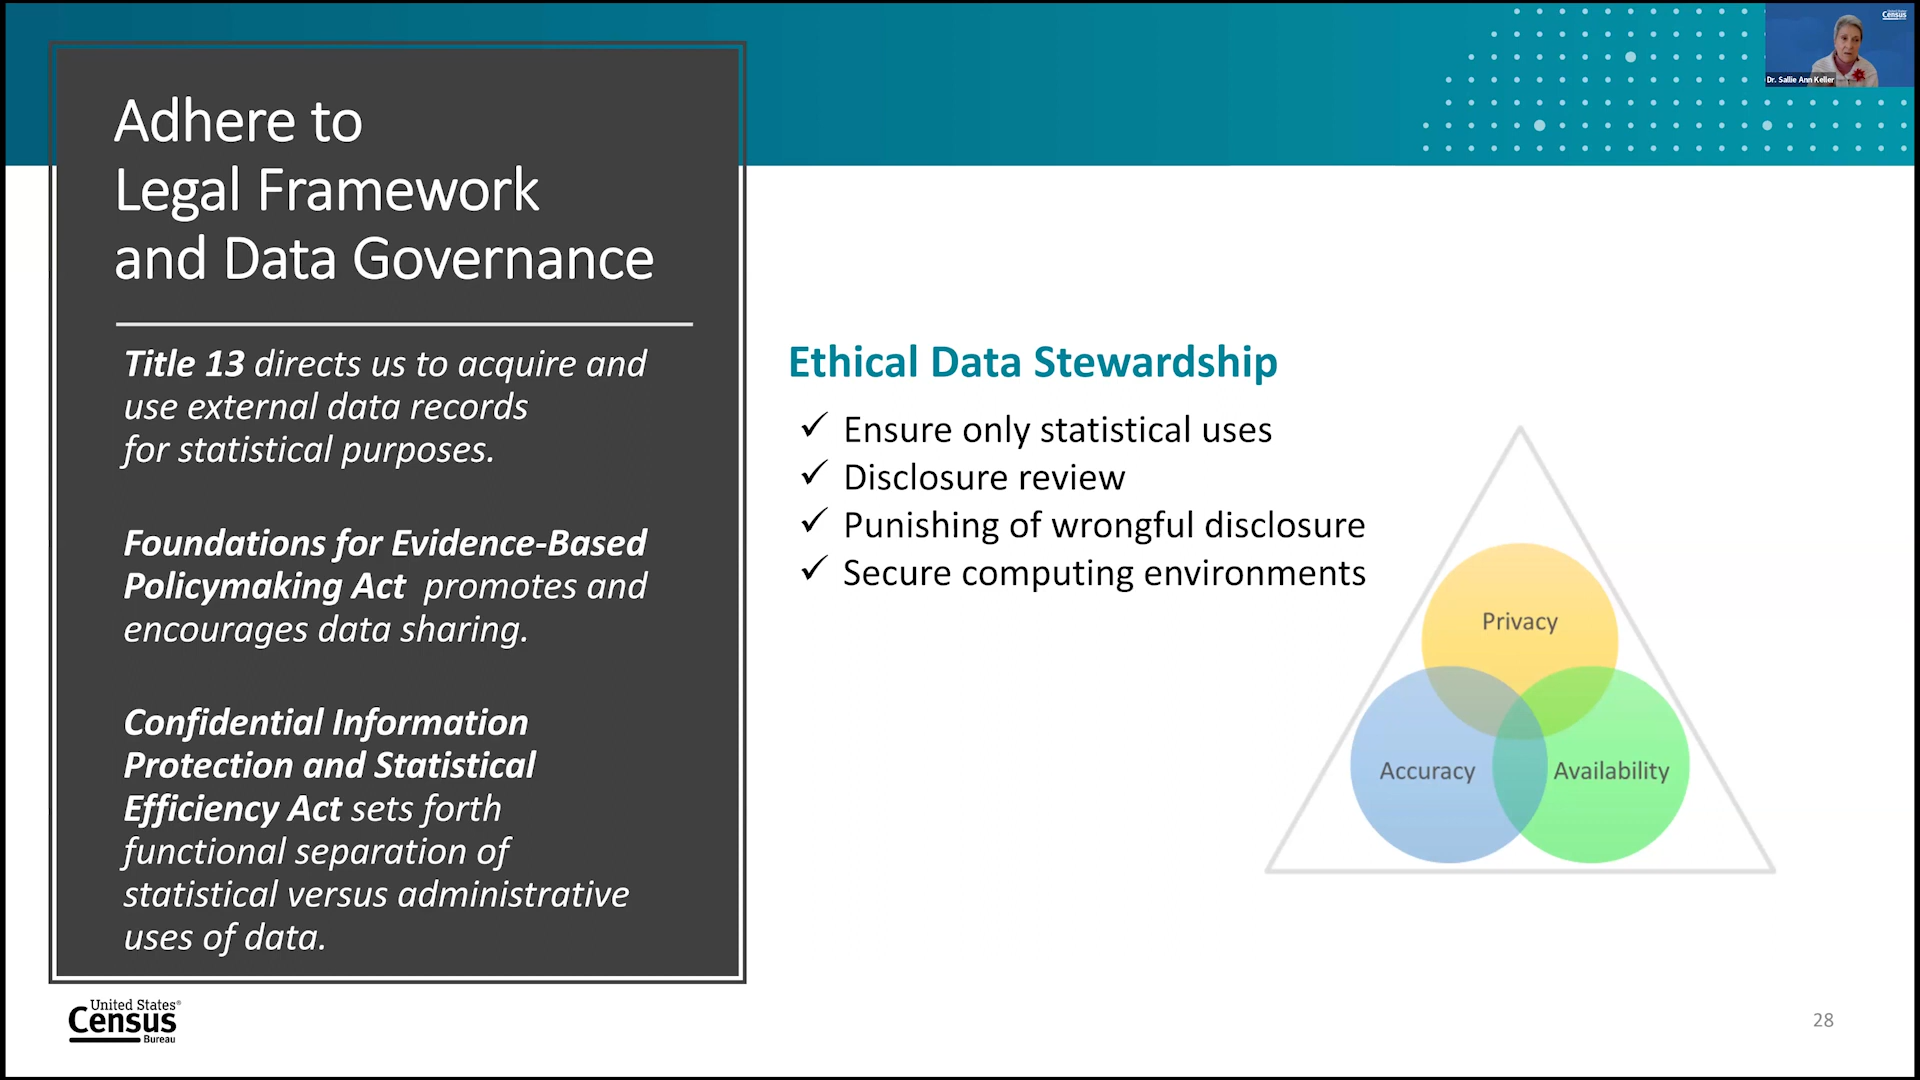 Census
Dr. Sallie Ann Keller
Adhere to
Legal Framework
and Data Governance
Title 13 directs us to acquire and
use external data records
for statistical purposes.
Foundations for Evidence-Based
Policymaking Act promotes and
encourages data sharing.
Confidential Information
Protection and Statistical
Efficiency Act sets forth
functional separation of
statistical versus administrative
uses of data.
Ethical Data Stewardship
✓ Ensure only statistical uses
✓ Disclosure review
✓ Punishing of wrongful disclosure
✓ Secure computing environments
Privacy
Accuracy
Availability
United States®
Census
Bureau
28